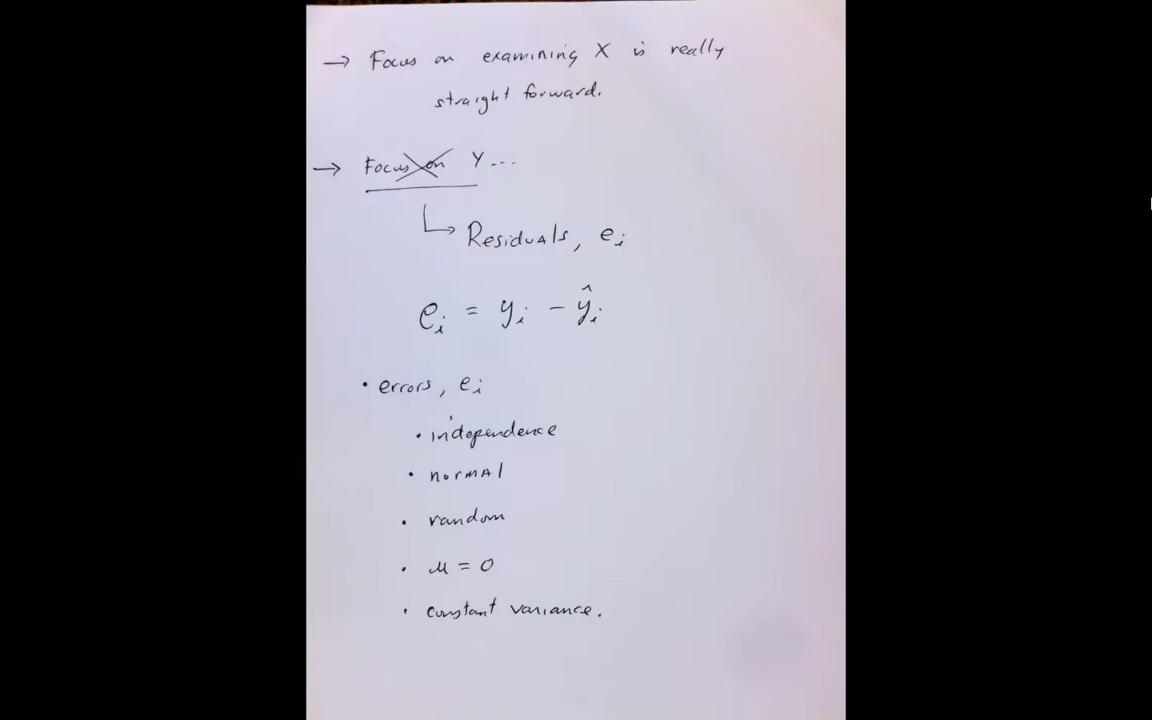 → Focus on examining X is really
straight forward.
→ Focus on Y...
↳ Residuals, eᵢ
eᵢ = yᵢ − ŷᵢ
• errors, eᵢ
• independence
• normal
• random
• μ = 0
• constant variance.